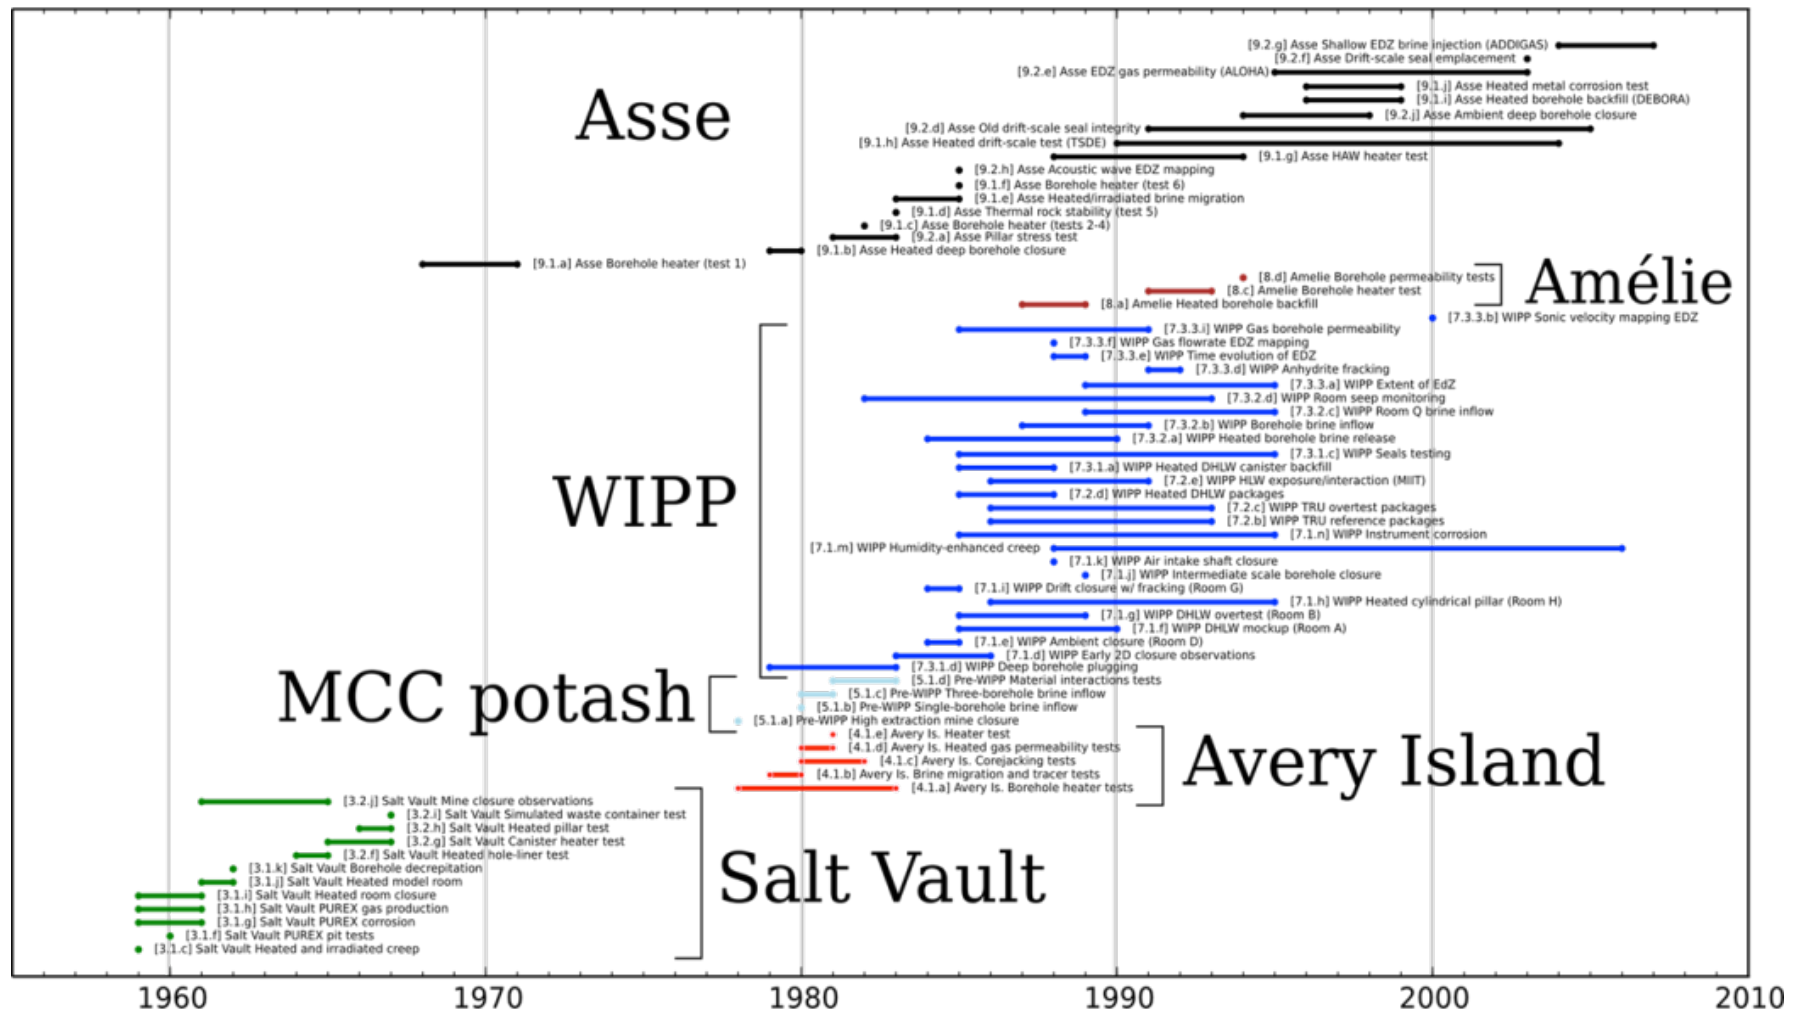 [9.2.g] Asse Shallow EDZ brine injection (ADDIGAS)
[9.2.f] Asse Drift-scale seal emplacement
[9.2.e] Asse EDZ gas permeability (ALOHA)
[9.1.j] Asse Heated metal corrosion test
[9.1.i] Asse Heated borehole backfill (DEBORA)
Asse
[9.2.j] Asse Ambient deep borehole closure
[9.2.d] Asse Old drift-scale seal integrity
[9.1.h] Asse Heated drift-scale test (TSDE)
[9.1.g] Asse HAW heater test
[9.2.h] Asse Acoustic wave EDZ mapping
[9.1.f] Asse Borehole heater (test 6)
[9.1.e] Asse Heated/irradiated brine migration
[9.1.d] Asse Thermal rock stability (test 5)
[9.1.c] Asse Borehole heater (tests 2-4)
[9.2.a] Asse Pillar stress test
[9.1.b] Asse Heated deep borehole closure
[9.1.a] Asse Borehole heater (test 1)
[8.d] Amelie Borehole permeability tests
Amélie
[8.c] Amelie Borehole heater test
[8.a] Amelie Heated borehole backfill
[7.3.3.b] WIPP Sonic velocity mapping EDZ
[7.3.3.i] WIPP Gas borehole permeability
[7.3.3.f] WIPP Gas flowrate EDZ mapping
[7.3.3.e] WIPP Time evolution of EDZ
[7.3.3.d] WIPP Anhydrite fracking
[7.3.3.a] WIPP Extent of EdZ
[7.3.2.d] WIPP Room seep monitoring
[7.3.2.c] WIPP Room Q brine inflow
[7.3.2.b] WIPP Borehole brine inflow
[7.3.2.a] WIPP Heated borehole brine release
[7.3.1.c] WIPP Seals testing
[7.3.1.a] WIPP Heated DHLW canister backfill
[7.2.e] WIPP HLW exposure/interaction (MIIT)
[7.2.d] WIPP Heated DHLW packages
WIPP
[7.2.c] WIPP TRU overtest packages
[7.2.b] WIPP TRU reference packages
[7.1.n] WIPP Instrument corrosion
[7.1.m] WIPP Humidity-enhanced creep
[7.1.k] WIPP Air intake shaft closure
[7.1.j] WIPP Intermediate scale borehole closure
[7.1.i] WIPP Drift closure w/ fracking (Room G)
[7.1.h] WIPP Heated cylindrical pillar (Room H)
[7.1.g] WIPP DHLW overtest (Room B)
[7.1.f] WIPP DHLW mockup (Room A)
[7.1.e] WIPP Ambient closure (Room D)
[7.1.d] WIPP Early 2D closure observations
[7.3.1.d] WIPP Deep borehole plugging
[5.1.d] Pre-WIPP Material interactions tests
MCC potash
[5.1.c] Pre-WIPP Three-borehole brine inflow
[5.1.b] Pre-WIPP Single-borehole brine inflow
[5.1.a] Pre-WIPP High extraction mine closure
[4.1.e] Avery Is. Heater test
[4.1.d] Avery Is. Heated gas permeability tests
[4.1.c] Avery Is. Corejacking tests
Avery Island
[4.1.b] Avery Is. Brine migration and tracer tests
[4.1.a] Avery Is. Borehole heater tests
[3.2.j] Salt Vault Mine closure observations
[3.2.i] Salt Vault Simulated waste container test
[3.2.h] Salt Vault Heated pillar test
[3.2.g] Salt Vault Canister heater test
[3.2.f] Salt Vault Heated hole-liner test
[3.1.k] Salt Vault Borehole decrepitation
[3.1.j] Salt Vault Heated model room
Salt Vault
[3.1.i] Salt Vault Heated room closure
[3.1.h] Salt Vault PUREX gas production
[3.1.g] Salt Vault PUREX corrosion
[3.1.f] Salt Vault PUREX pit tests
[3.1.c] Salt Vault Heated and irradiated creep
1960 1970 1980 1990 2000 2010